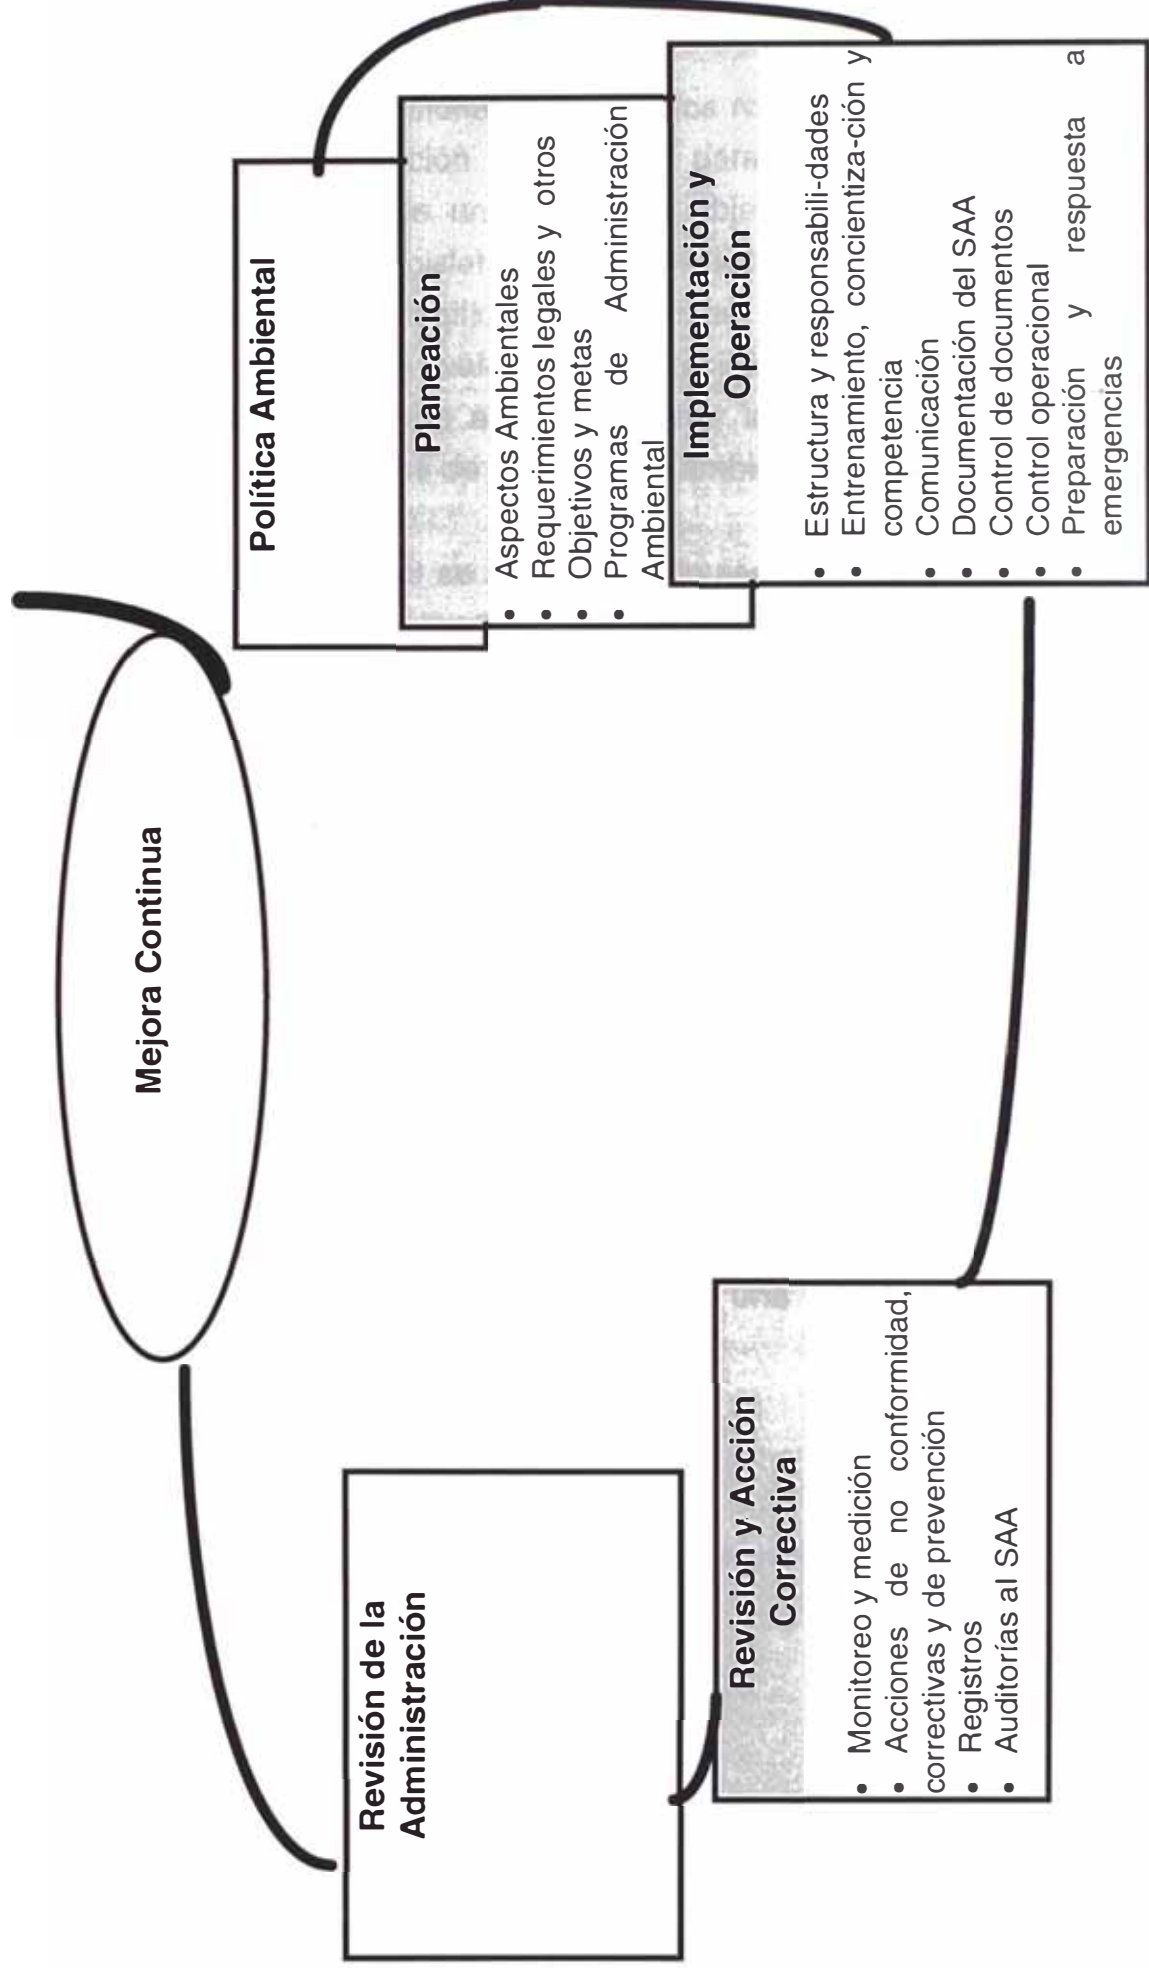 Mejora Continua
Política Ambiental
Planeación
• Aspectos Ambientales
• Requerimientos legales y otros
• Objetivos y metas
• Programas de Administración
Ambiental
Implementación y
Operación
• Estructura y responsabili-dades
• Entrenamiento, concientiza-ción y
competencia
• Comunicación
• Documentación del SAA
• Control de documentos
• Control operacional
• Preparación y respuesta a
emergencias
Revisión y Acción
Correctiva
• Monitoreo y medición
• Acciones de no conformidad,
correctivas y de prevención
• Registros
• Auditorías al SAA
Revisión de la
Administración